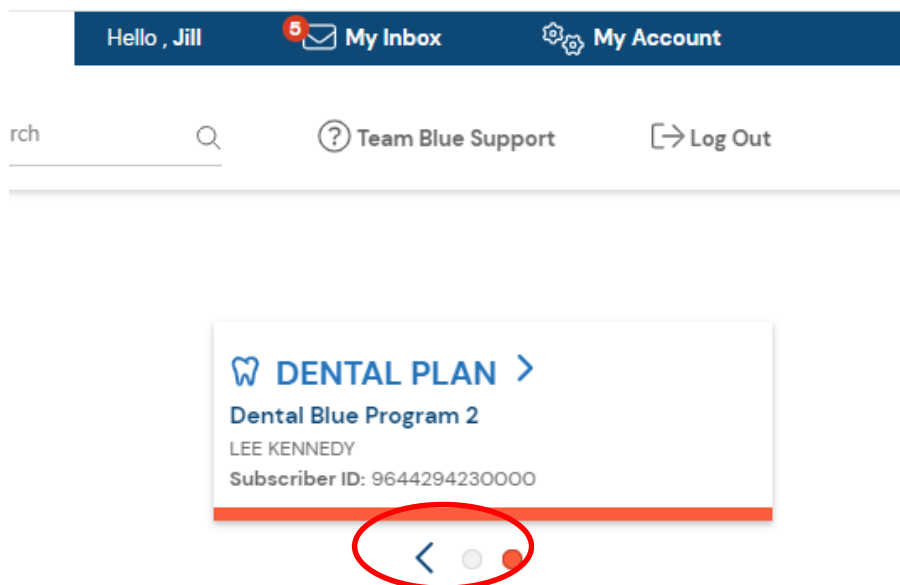 Hello , Jill
5 My Inbox
My Account
rch
Team Blue Support
Log Out
DENTAL PLAN
Dental Blue Program 2
LEE KENNEDY
Subscriber ID: 9644294230000